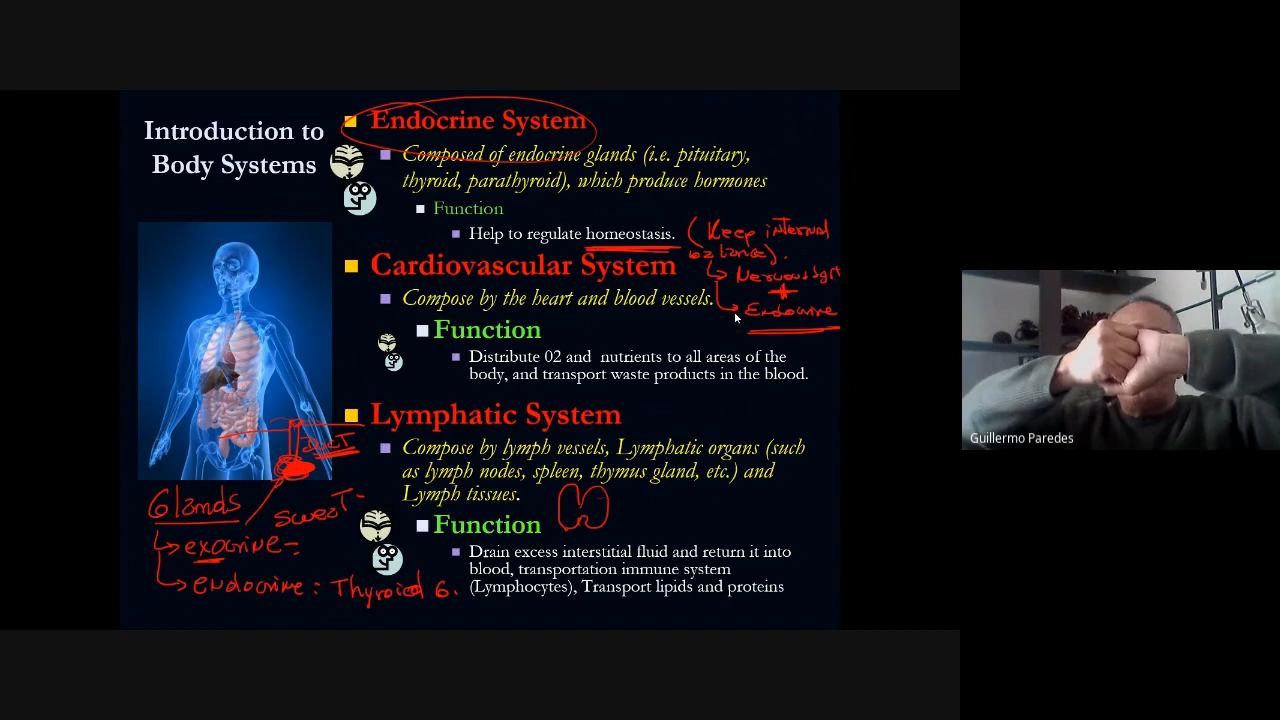 Introduction to
Body Systems
Endocrine System
Composed of endocrine glands (i.e. pituitary,
thyroid, parathyroid), which produce hormones
Function
Help to regulate homeostasis.
(Keep internal
balance).
Nervous Syst
+
Endocrine
Cardiovascular System
Compose by the heart and blood vessels.
Function
Distribute 02 and nutrients to all areas of the
body, and transport waste products in the blood.
Lymphatic System
Compose by lymph vessels, Lymphatic organs (such
as lymph nodes, spleen, thymus gland, etc.) and
Lymph tissues.
Function
Drain excess interstitial fluid and return it into
blood, transportation immune system
(Lymphocytes), Transport lipids and proteins
Duct
Glands
sweat-
exocrine-:
endocrine: Thyroid G.
Guillermo Paredes